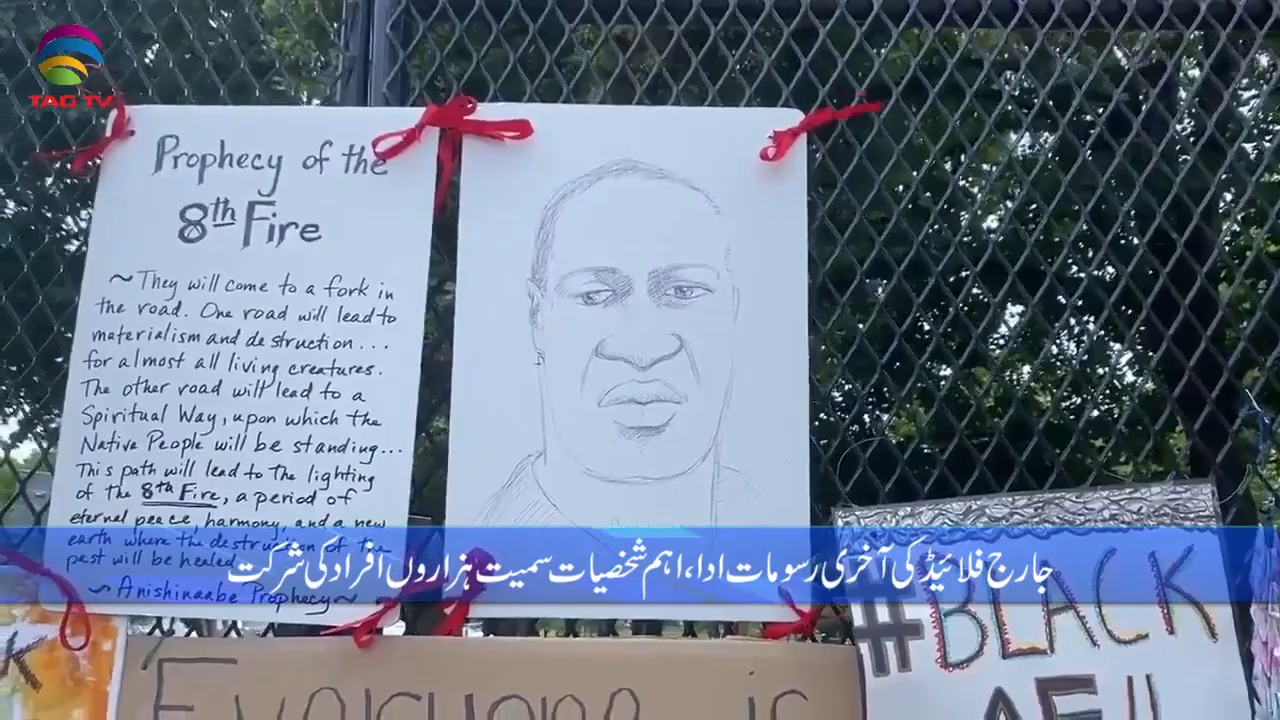 TAG TV
Prophecy of the
8th Fire
~ They will come to a fork in
the road. One road will lead to
materialism and destruction...
for almost all living creatures.
The other road will lead to a
Spiritual Way, upon which the
Native People will be standing...
This path will lead to the lighting
of the 8th Fire, a period of
eternal peace, harmony, and a new
earth where the destruction of the
past will be healed
~ Anishinaabe Prophecy ~
جارج فلائیڈ کی آخری رسومات ادا، اہم شخصیات سمیت ہزاروں افراد کی شرکت
#BLACK
Everyone is
K